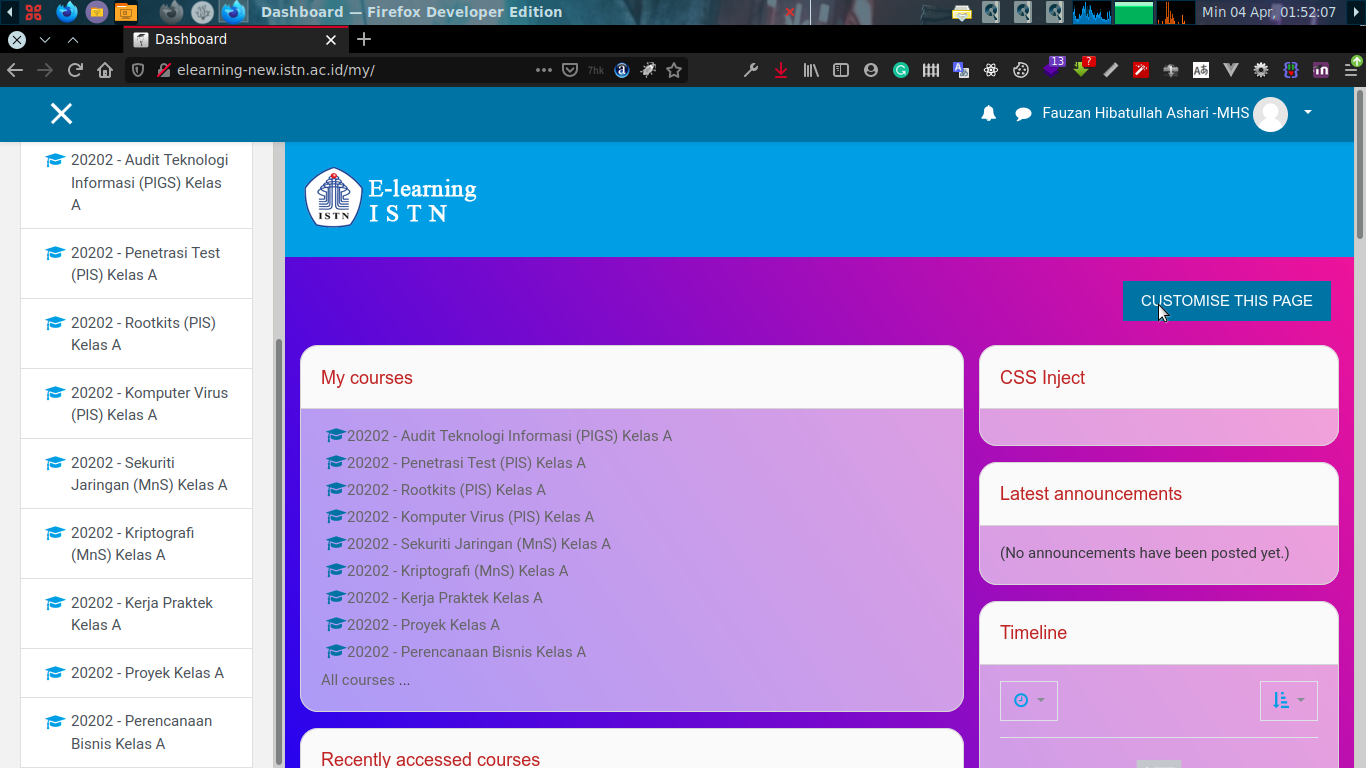 Dashboard — Firefox Developer Edition
Min 04 Apr, 01:52:07
Dashboard
elearning-new.istn.ac.id/my/
7hk
13
?
Fauzan Hibatullah Ashari -MHS
20202 - Audit Teknologi
Informasi (PIGS) Kelas
A
20202 - Penetrasi Test
(PIS) Kelas A
20202 - Rootkits (PIS)
Kelas A
20202 - Komputer Virus
(PIS) Kelas A
20202 - Sekuriti
Jaringan (MnS) Kelas A
20202 - Kriptografi
(MnS) Kelas A
20202 - Kerja Praktek
Kelas A
20202 - Proyek Kelas A
20202 - Perencanaan
Bisnis Kelas A
ISTN
E-learning
I S T N
CUSTOMISE THIS PAGE
My courses
20202 - Audit Teknologi Informasi (PIGS) Kelas A
20202 - Penetrasi Test (PIS) Kelas A
20202 - Rootkits (PIS) Kelas A
20202 - Komputer Virus (PIS) Kelas A
20202 - Sekuriti Jaringan (MnS) Kelas A
20202 - Kriptografi (MnS) Kelas A
20202 - Kerja Praktek Kelas A
20202 - Proyek Kelas A
20202 - Perencanaan Bisnis Kelas A
All courses ...
Recently accessed courses
CSS Inject
Latest announcements
(No announcements have been posted yet.)
Timeline